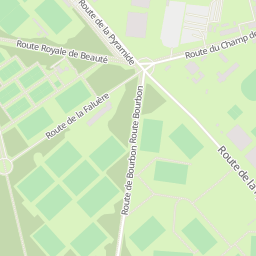 Route de la Pyramide
Route Royale de Beauté
Route du Champ de
Route de la Faluère
Route de Bourbon Route Bourbon
Route de la